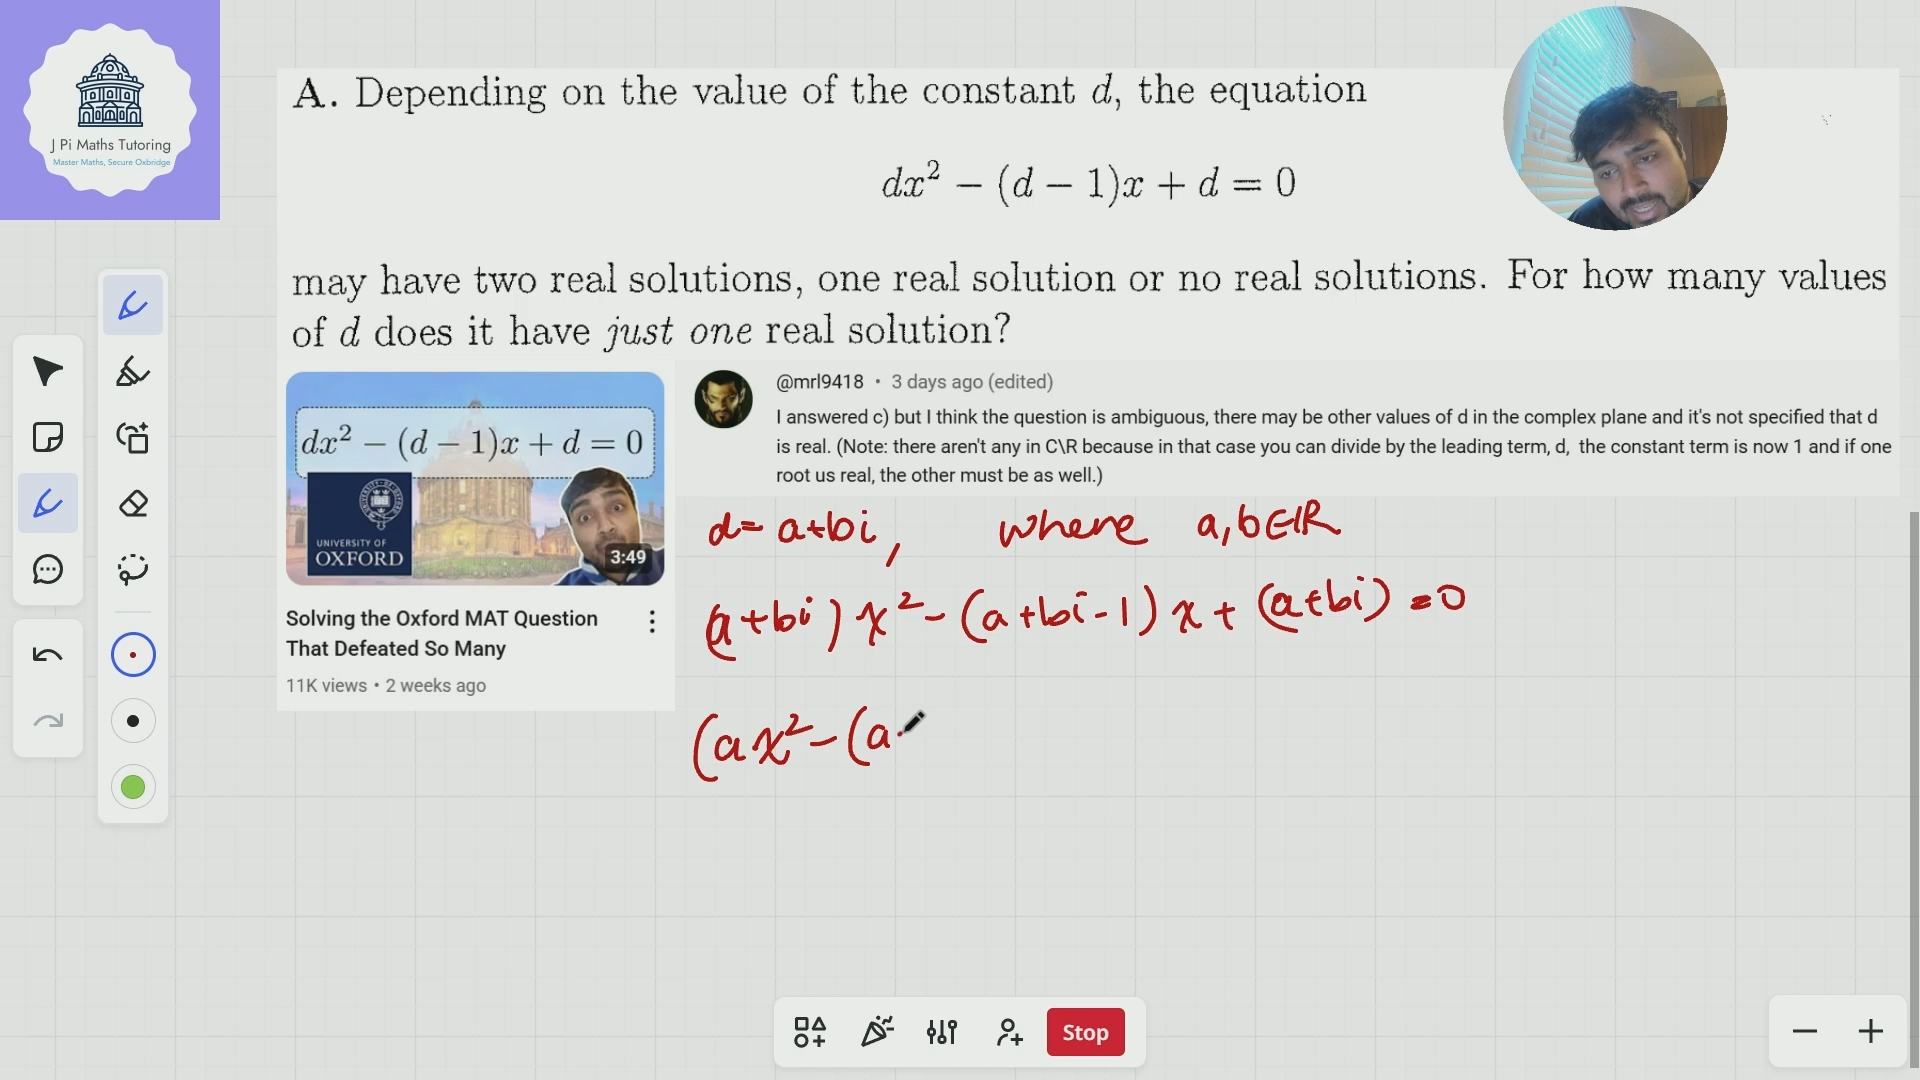 J Pi Maths Tutoring
Master Maths, Secure Oxbridge
A. Depending on the value of the constant d, the equation
dx² − (d − 1)x + d = 0
may have two real solutions, one real solution or no real solutions. For how many values
of d does it have just one real solution?
dx² − (d − 1)x + d = 0
UNIVERSITY OF
OXFORD
3:49
Solving the Oxford MAT Question
That Defeated So Many
11K views • 2 weeks ago
@mrl9418 • 3 days ago (edited)
I answered c) but I think the question is ambiguous, there may be other values of d in the complex plane and it's not specified that d
is real. (Note: there aren't any in C\R because in that case you can divide by the leading term, d, the constant term is now 1 and if one
root us real, the other must be as well.)
d = a+bi, where a,b∈ℝ
(a+bi)x² − (a+bi−1)x + (a+bi) = 0
(ax² − (a
Stop